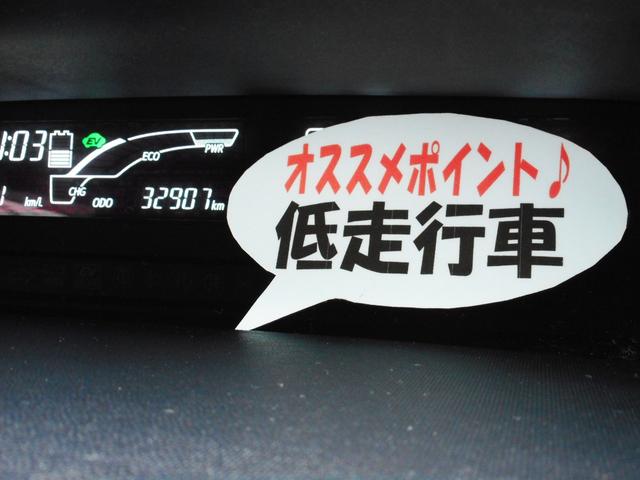 :03
EV
ECO
PWR
km/L
CHG
ODO 32907 km
オススメポイント♪
低走行車